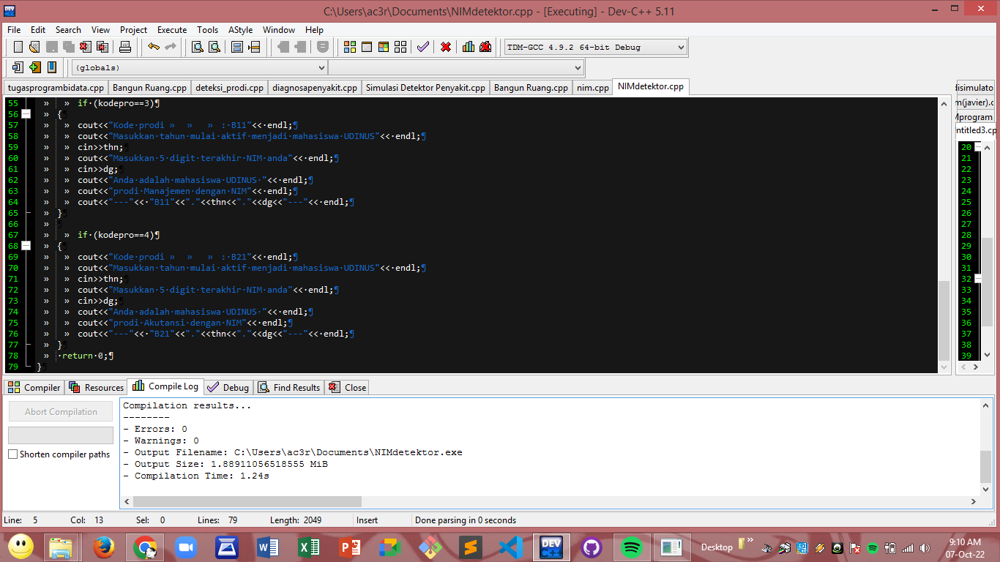 C:\Users\ac3r\Documents\NIMdetektor.cpp - [Executing] - Dev-C++ 5.11
File Edit Search View Project Execute Tools AStyle Window Help
TDM-GCC 4.9.2 64-bit Debug
(globals)
tugasprogrambidata.cpp Bangun Ruang.cpp deteksi_prodi.cpp diagnosapenyakit.cpp Simulasi Detektor Penyakit.cpp Bangun Ruang.cpp nim.cpp NIMdetektor.cpp
disimulato
m(javier).c
Mprogram
ntitled3.cp
55 » » if·(kodepro==3)¶
56 » {¶
57 » » cout<<"Kode·prodi » » » :·B11"<<·endl;¶
58 » » cout<<"Masukkan·tahun·mulai·aktif·menjadi·mahasiswa·UDINUS"<<·endl;¶
59 » » cin>>thn;¶
60 » » cout<<"Masukkan·5·digit·terakhir·NIM·anda"<<·endl;¶
61 » » cin>>dg;¶
62 » » cout<<"Anda·adalah·mahasiswa·UDINUS·"<<·endl;¶
63 » » cout<<"prodi·Manajemen·dengan·NIM"<<·endl;¶
64 » » cout<<"---"<<·"B11"<<"."<<thn<<"."<<dg<<"---"<<·endl;¶
65 » }¶
66 » ¶
67 » » if·(kodepro==4)¶
68 » {¶
69 » » cout<<"Kode·prodi » » » :·B21"<<·endl;¶
70 » » cout<<"Masukkan·tahun·mulai·aktif·menjadi·mahasiswa·UDINUS"<<·endl;¶
71 » » cin>>thn;¶
72 » » cout<<"Masukkan·5·digit·terakhir·NIM·anda"<<·endl;¶
73 » » cin>>dg;¶
74 » » cout<<"Anda·adalah·mahasiswa·UDINUS·"<<·endl;¶
75 » » cout<<"prodi·Akutansi·dengan·NIM"<<·endl;¶
76 » » cout<<"---"<<·"B21"<<"."<<thn<<"."<<dg<<"---"<<·endl;¶
77 » }¶
78 » ·return·0;¶
79 }¶
20
21
22
23
24
25
26
27
28
29
30
31
32
33
34
35
36
37
38
39
Compiler Resources Compile Log Debug Find Results Close
Abort Compilation
Shorten compiler paths
Compilation results...
--------
- Errors: 0
- Warnings: 0
- Output Filename: C:\Users\ac3r\Documents\NIMdetektor.exe
- Output Size: 1.88911056518555 MiB
- Compilation Time: 1.24s
Line: 5 Col: 13 Sel: 0 Lines: 79 Length: 2049 Insert Done parsing in 0 seconds
Desktop
9:10 AM
07-Oct-22